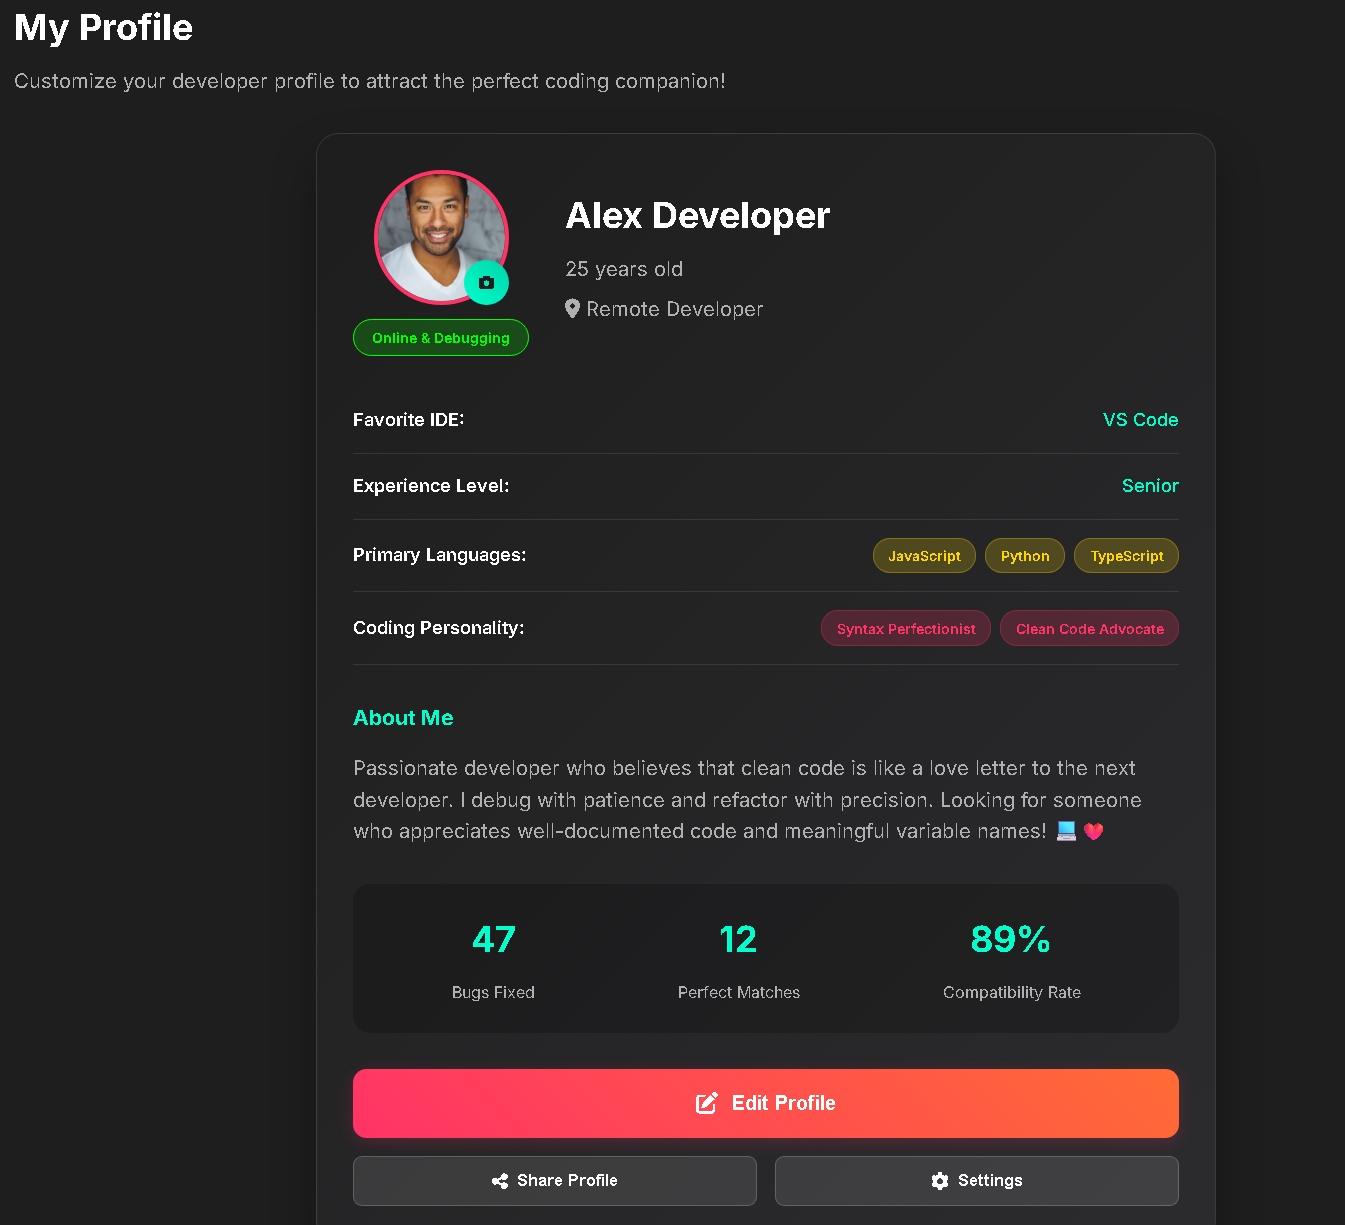 My Profile
Customize your developer profile to attract the perfect coding companion!
Alex Developer
25 years old
Remote Developer
Online & Debugging
Favorite IDE: VS Code
Experience Level: Senior
Primary Languages: JavaScript Python TypeScript
Coding Personality: Syntax Perfectionist Clean Code Advocate
About Me
Passionate developer who believes that clean code is like a love letter to the next
developer. I debug with patience and refactor with precision. Looking for someone
who appreciates well-documented code and meaningful variable names! 💻 ❤️
47 12 89%
Bugs Fixed Perfect Matches Compatibility Rate
Edit Profile
Share Profile Settings